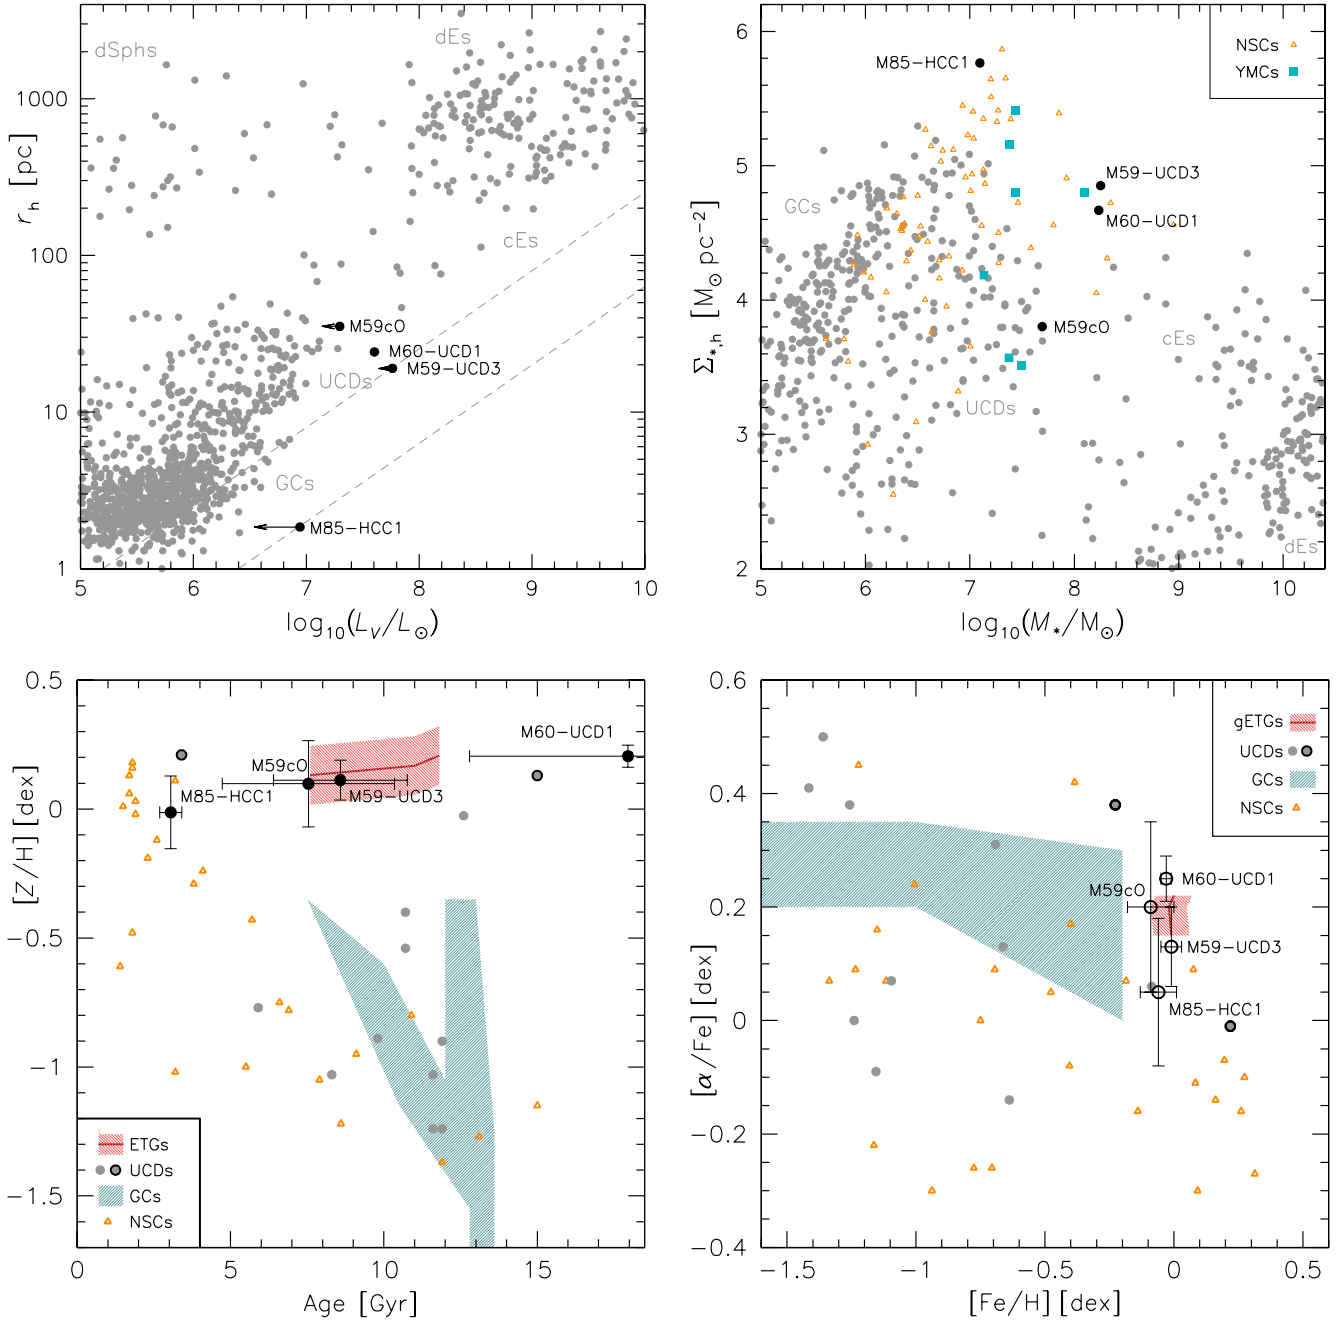 dSphs
dEs
cEs
M59cO
M60-UCD1
M59-UCD3
UCDs
GCs
M85-HCC1
1000
100
10
1
r_h [pc]
5 6 7 8 9 10
log₁₀(L_V/L_⊙)
NSCs
YMCs
M85-HCC1
M59-UCD3
GCs
M60-UCD1
M59cO
cEs
UCDs
dEs
6
5
4
3
2
Σ_{*,h} [M_⊙ pc⁻²]
5 6 7 8 9 10
log₁₀(M_*/M_⊙)
M60-UCD1
M59cO
M59-UCD3
M85-HCC1
ETGs
UCDs
GCs
NSCs
0.5
0
−0.5
−1
−1.5
[Z/H] [dex]
0 5 10 15
Age [Gyr]
gETGs
UCDs
GCs
NSCs
M59cO
M60-UCD1
M59-UCD3
M85-HCC1
0.6
0.4
0.2
0
−0.2
−0.4
[α/Fe] [dex]
−1.5 −1 −0.5 0 0.5
[Fe/H] [dex]